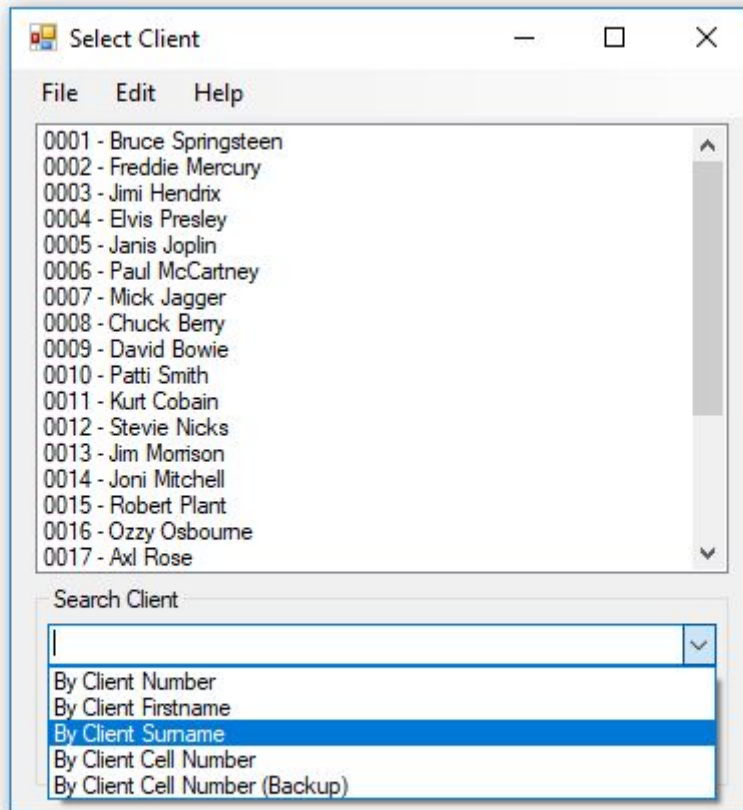 Select Client
File Edit Help
0001 - Bruce Springsteen
0002 - Freddie Mercury
0003 - Jimi Hendrix
0004 - Elvis Presley
0005 - Janis Joplin
0006 - Paul McCartney
0007 - Mick Jagger
0008 - Chuck Berry
0009 - David Bowie
0010 - Patti Smith
0011 - Kurt Cobain
0012 - Stevie Nicks
0013 - Jim Morrison
0014 - Joni Mitchell
0015 - Robert Plant
0016 - Ozzy Osbourne
0017 - Axl Rose
Search Client
By Client Number
By Client Firstname
By Client Surname
By Client Cell Number
By Client Cell Number (Backup)